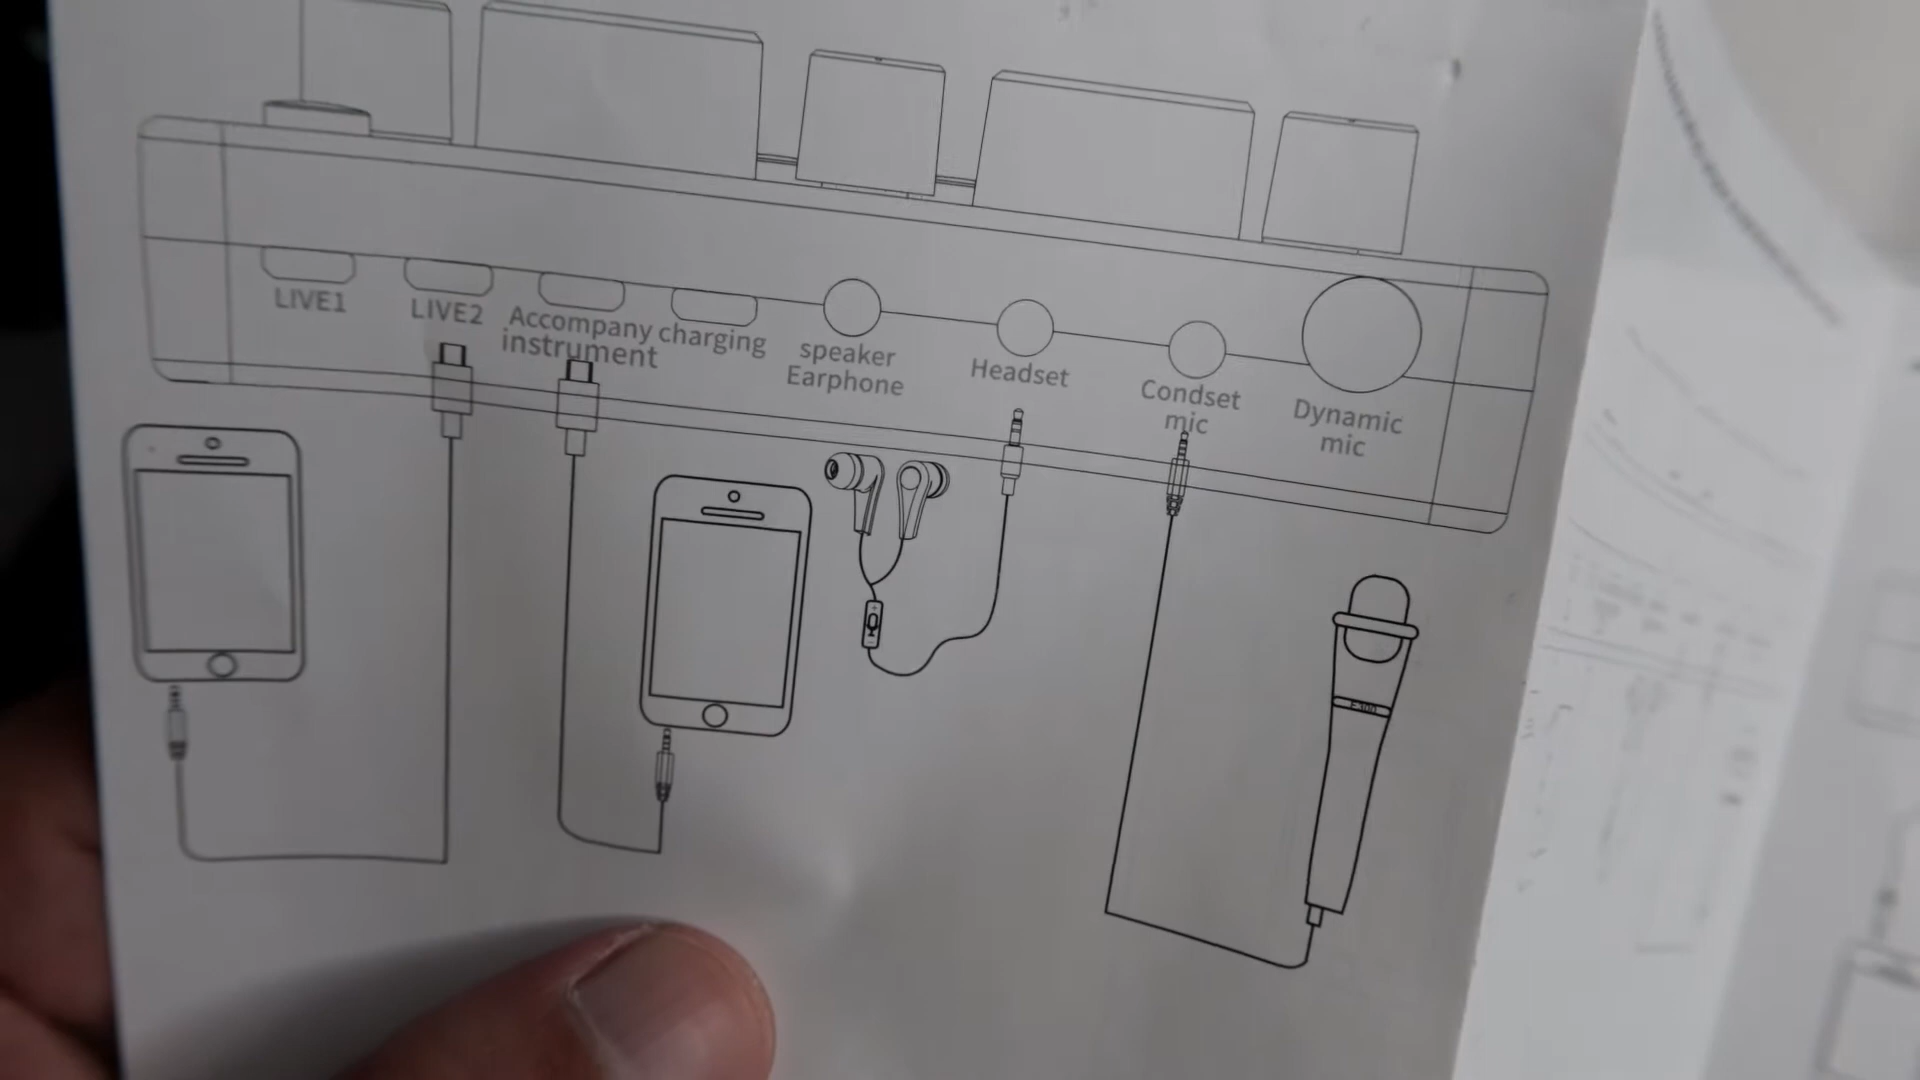 LIVE1
LIVE2
Accompany
instrument
charging
speaker
Earphone
Headset
Condset
mic
Dynamic
mic